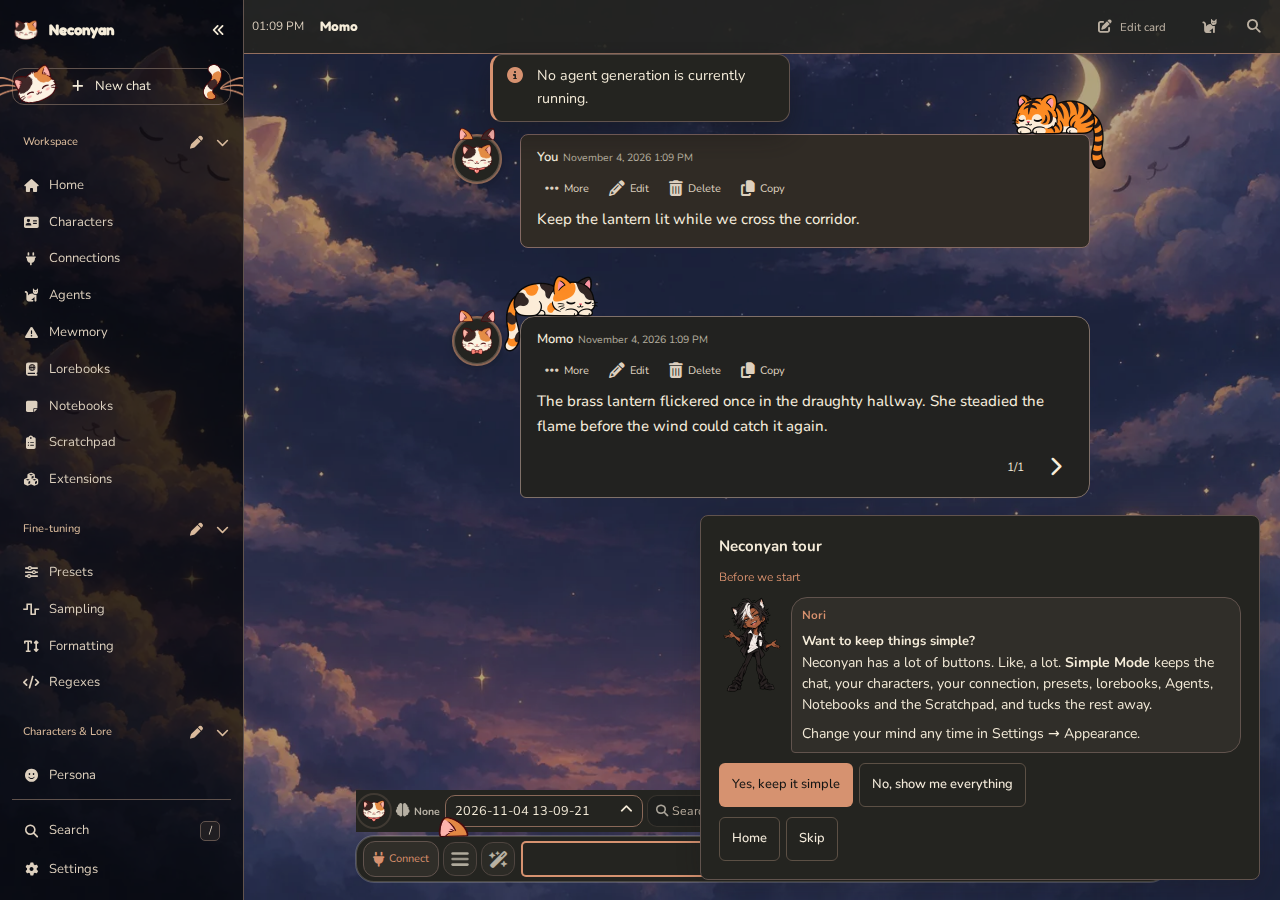 Neconyan
New chat
Workspace
Home
Characters
Connections
Agents
Mewmory
Lorebooks
Notebooks
Scratchpad
Extensions
Fine-tuning
Presets
Sampling
Formatting
Regexes
Characters & Lore
Persona
Search /
Settings
01:09 PM Momo
Edit card
No agent generation is currently
running.
You November 4, 2026 1:09 PM
More Edit Delete Copy
Keep the lantern lit while we cross the corridor.
Momo November 4, 2026 1:09 PM
More Edit Delete Copy
The brass lantern flickered once in the draughty hallway. She steadied the
flame before the wind could catch it again.
1/1
None 2026-11-04 13-09-21
Connect
Neconyan tour
Before we start
Nori
Want to keep things simple?
Neconyan has a lot of buttons. Like, a lot. Simple Mode keeps the
chat, your characters, your connection, presets, lorebooks, Agents,
Notebooks and the Scratchpad, and tucks the rest away.
Change your mind any time in Settings → Appearance.
Yes, keep it simple No, show me everything
Home Skip